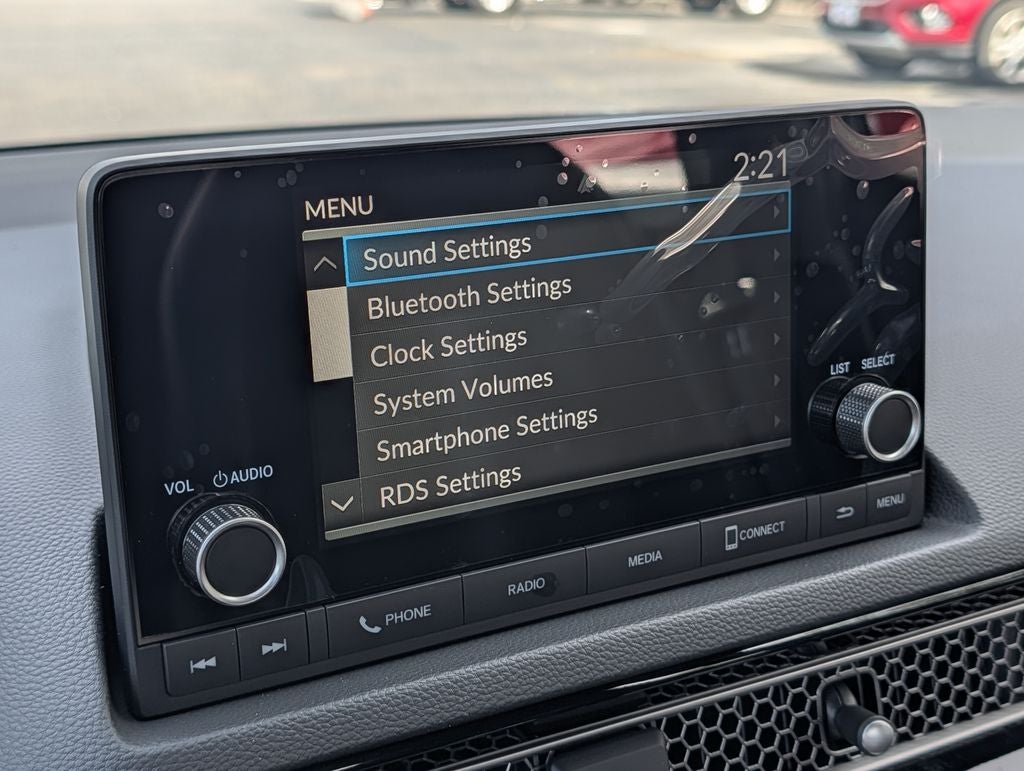 2:21
MENU
Sound Settings
Bluetooth Settings
Clock Settings
System Volumes
Smartphone Settings
RDS Settings
LIST SELECT
VOL AUDIO
PHONE
RADIO
MEDIA
CONNECT
MENU